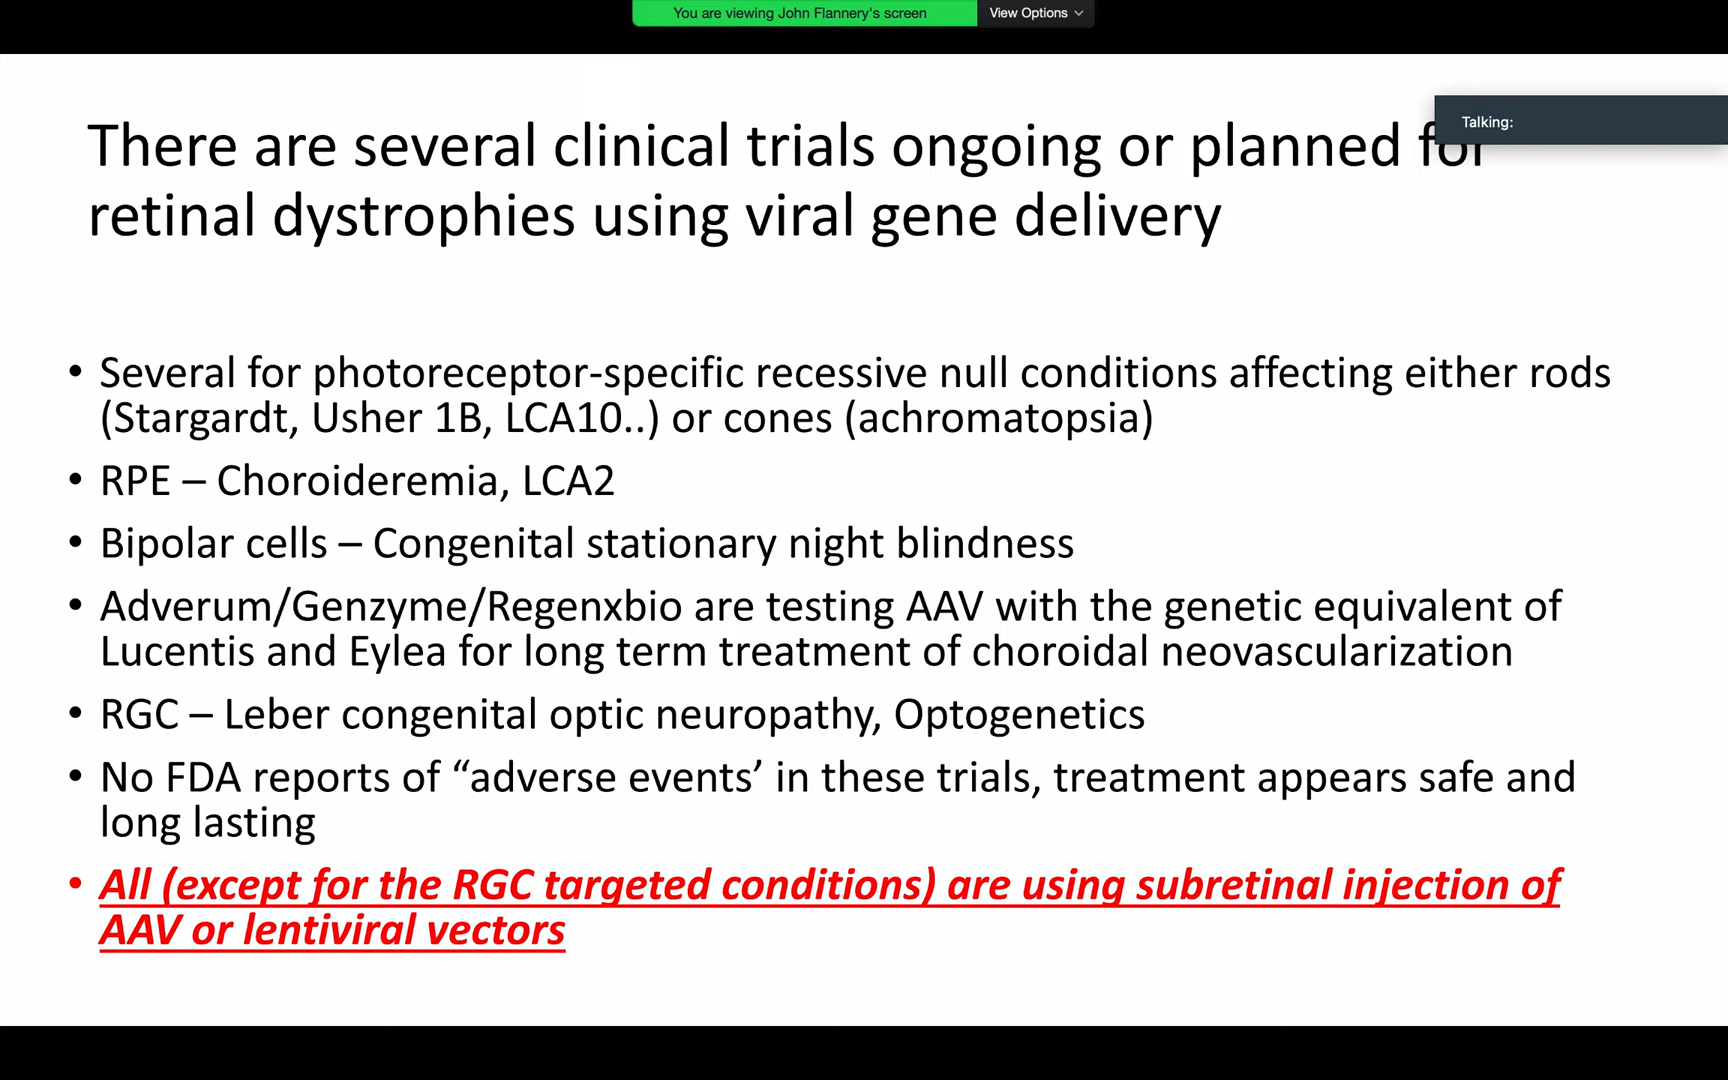 You are viewing John Flannery's screen
View Options
Talking:
There are several clinical trials ongoing or planned for
retinal dystrophies using viral gene delivery
• Several for photoreceptor-specific recessive null conditions affecting either rods
(Stargardt, Usher 1B, LCA10..) or cones (achromatopsia)
• RPE – Choroideremia, LCA2
• Bipolar cells – Congenital stationary night blindness
• Adverum/Genzyme/Regenxbio are testing AAV with the genetic equivalent of
Lucentis and Eylea for long term treatment of choroidal neovascularization
• RGC – Leber congenital optic neuropathy, Optogenetics
• No FDA reports of “adverse events’ in these trials, treatment appears safe and
long lasting
• All (except for the RGC targeted conditions) are using subretinal injection of
AAV or lentiviral vectors